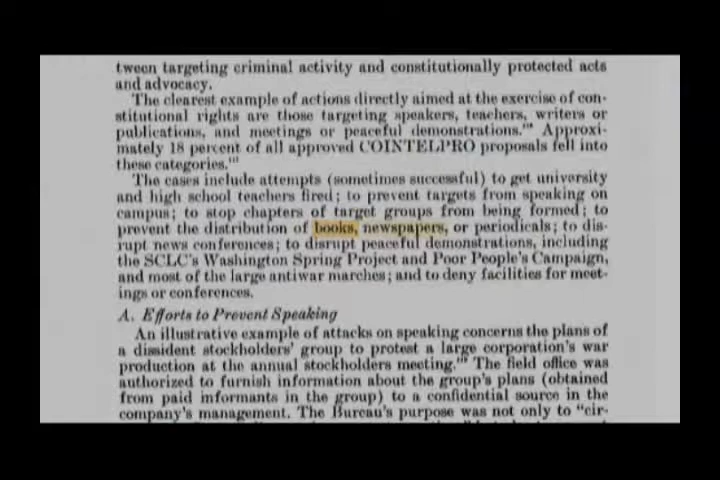 tween targeting criminal activity and constitutionally protected acts
and advocacy.
The clearest example of actions directly aimed at the exercise of con-
stitutional rights are those targeting speakers, teachers, writers or
publications, and meetings or peaceful demonstrations. Approxi-
mately 18 percent of all approved COINTELPRO proposals fell into
these categories.
The cases include attempts (sometimes successful) to get university
and high school teachers fired; to prevent targets from speaking on
campus; to stop chapters of target groups from being formed; to
prevent the distribution of books, newspapers, or periodicals; to dis-
rupt news conferences; to disrupt peaceful demonstrations, including
the SCLC's Washington Spring Project and Poor People's Campaign,
and most of the large antiwar marches; and to deny facilities for meet-
ings or conferences.
A. Efforts to Prevent Speaking
An illustrative example of attacks on speaking concerns the plans of
a dissident stockholders' group to protest a large corporation's war
production at the annual stockholders meeting. The field office was
authorized to furnish information about the group's plans (obtained
from paid informants in the group) to a confidential source in the
company's management. The Bureau's purpose was not only to "cir-